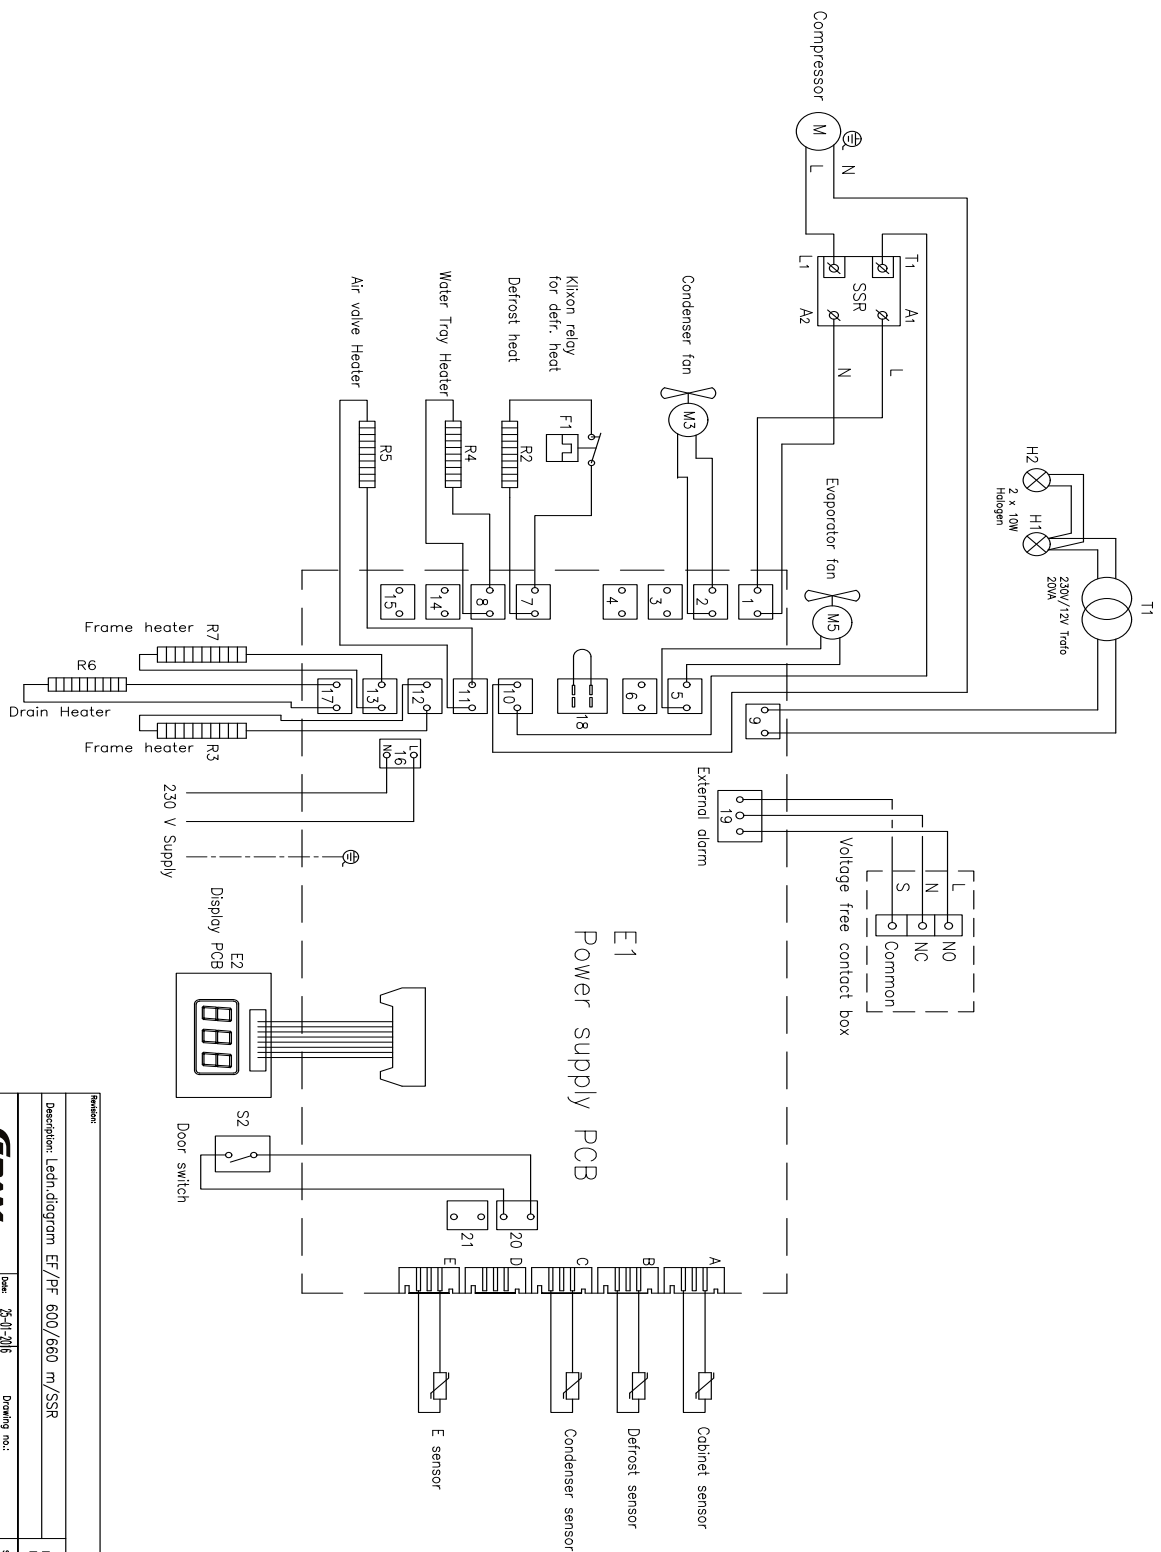 Compressor
M
N
L
T1
L1
SSR
A1
A2
L
N
H2
H1
2 x 10W
Halogen
T1
230V/12V Trafo
20VA
Condenser fan
M3
Evaporator fan
M5
Klixon relay
for defr. heat
F1
Defrost heat
R2
Water Tray Heater
R4
Air valve Heater
R5
1
2
3
4
7
8
14
15
5
6
18
10
11
12
13
17
9
16
L
N
19
External alarm
Frame heater
R7
R6
Drain Heater
Frame heater
R3
230 V Supply
Voltage free contact box
L
N
S
NO
NC
Common
E1
Power supply PCB
E2
Display PCB
S2
Door switch
20
21
A
B
C
D
E
Cabinet sensor
Defrost sensor
Condenser sensor
E sensor
Revision:
Description: Ledn.diagram EF/PF 600/660 m/SSR
Date: 25-01-2016
Drawing no.: